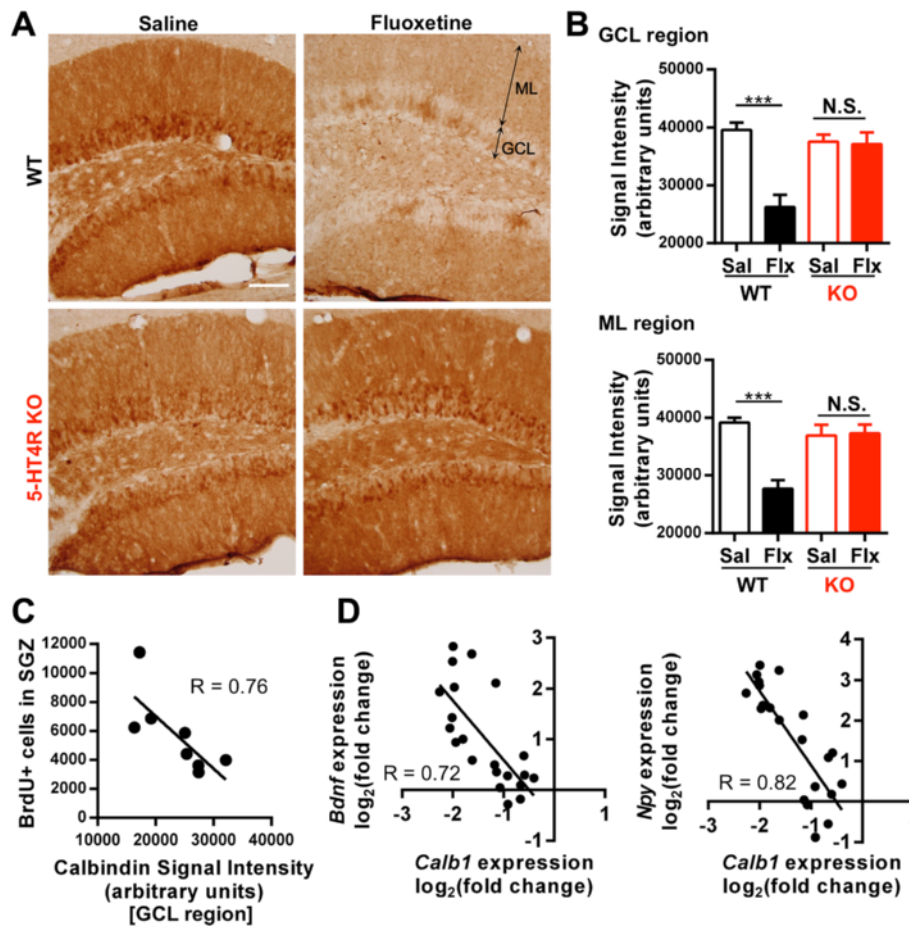 A
Saline
Fluoxetine
WT
5-HT4R KO
ML
GCL
B
GCL region
Signal Intensity
(arbitrary units)
50000
40000
30000
20000
***
N.S.
Sal Flx Sal Flx
WT KO
ML region
Signal Intensity
(arbitrary units)
50000
40000
30000
20000
***
N.S.
Sal Flx Sal Flx
WT KO
C
BrdU+ cells in SGZ
12000
10000
8000
6000
4000
2000
0
R = 0.76
10000 20000 30000 40000
Calbindin Signal Intensity
(arbitrary units)
[GCL region]
D
Bdnf expression
log2(fold change)
3
2
1
-1
R = 0.72
-3 -2 -1 1
Calb1 expression
log2(fold change)
Npy expression
log2(fold change)
4
3
2
1
-1
R = 0.82
-3 -2 -1 1
Calb1 expression
log2(fold change)